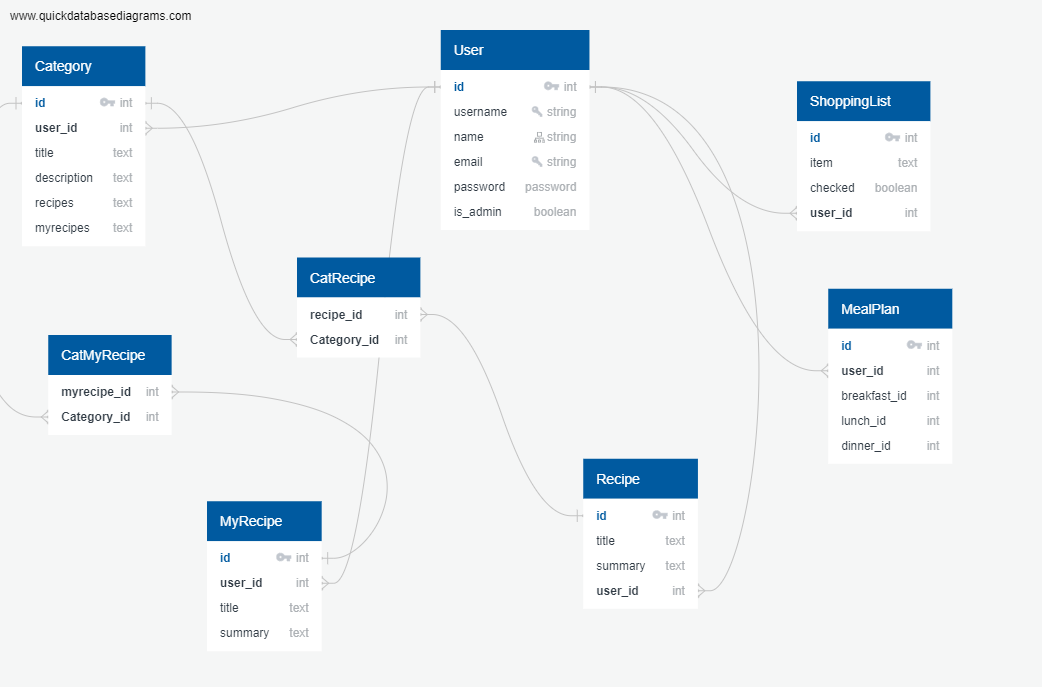 www.quickdatabasediagrams.com
Category
id int
user_id int
title text
description text
recipes text
myrecipes text
User
id int
username string
name string
email string
password password
is_admin boolean
ShoppingList
id int
item text
checked boolean
user_id int
CatRecipe
recipe_id int
Category_id int
MealPlan
id int
user_id int
breakfast_id int
lunch_id int
dinner_id int
CatMyRecipe
myrecipe_id int
Category_id int
Recipe
id int
title text
summary text
user_id int
MyRecipe
id int
user_id int
title text
summary text